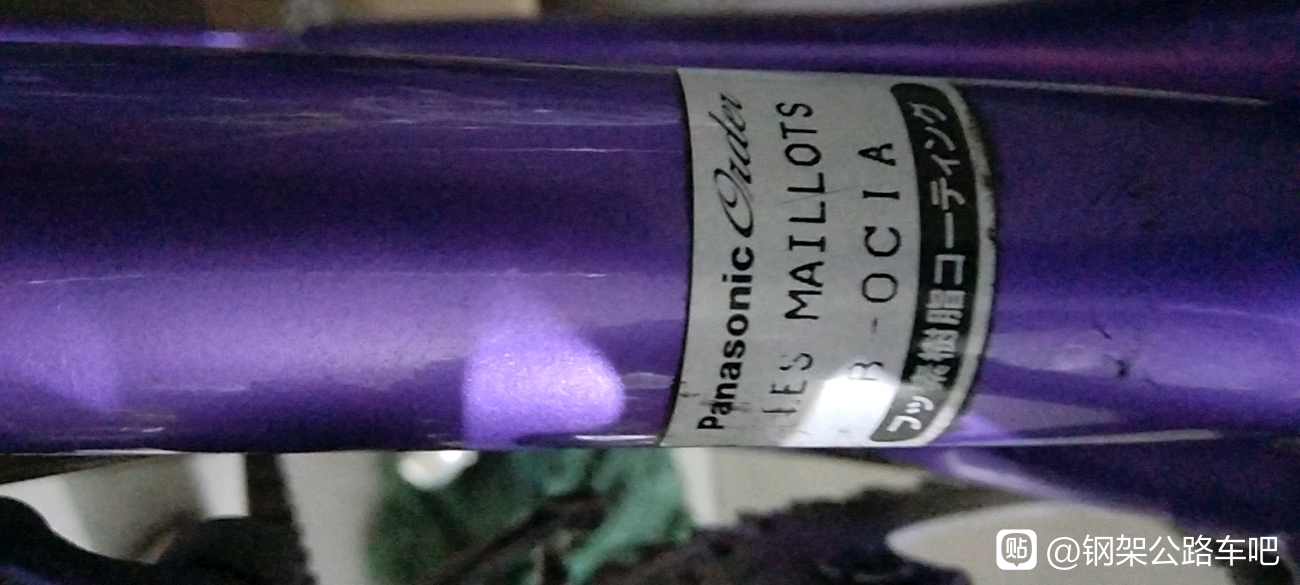 Panasonic Order
LES MAILLOTS
B-OCIA
フッ素樹脂コーティング
贴 @钢架公路车吧